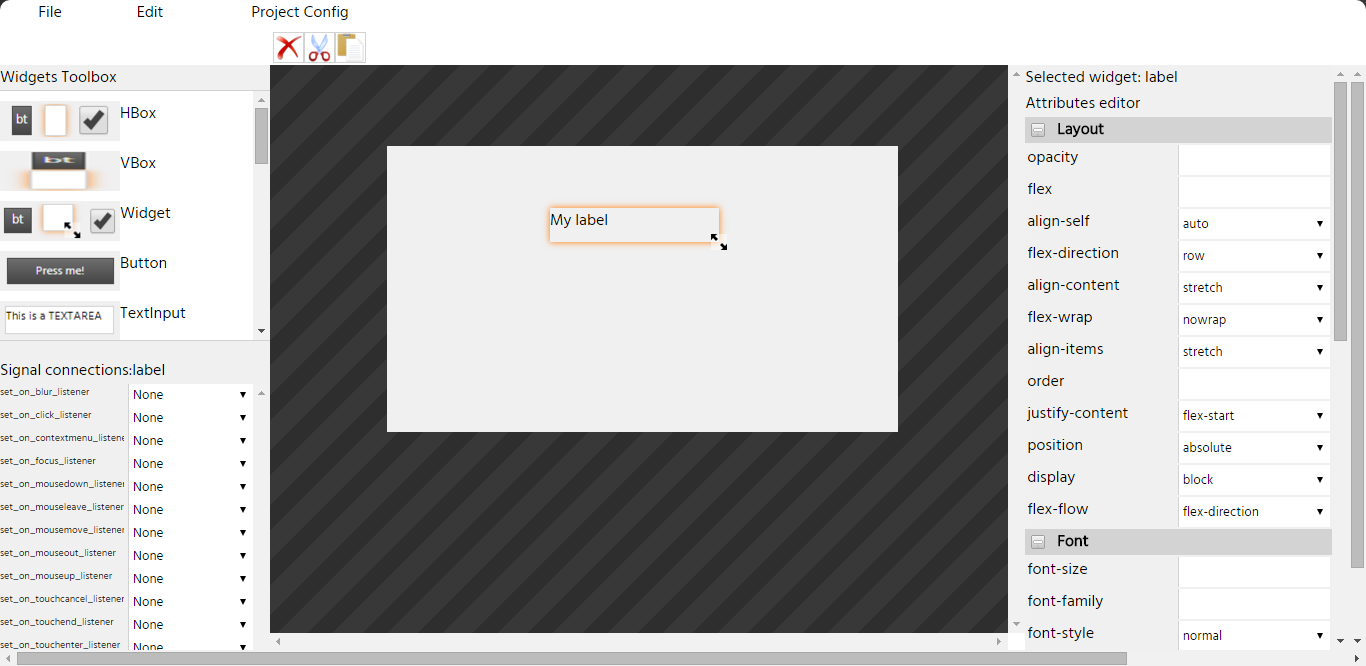 File Edit Project Config
Widgets Toolbox
bt HBox
bt VBox
bt Widget
Press me! Button
This is a TEXTAREA TextInput
Signal connections:label
set_on_blur_listener None
set_on_click_listener None
set_on_contextmenu_listene None
set_on_focus_listener None
set_on_mousedown_listener None
set_on_mouseleave_listener None
set_on_mousemove_listener None
set_on_mouseout_listener None
set_on_mouseup_listener None
set_on_touchcancel_listener None
set_on_touchend_listener None
set_on_touchenter_listener None
My label
Selected widget: label
Attributes editor
Layout
opacity
flex
align-self auto
flex-direction row
align-content stretch
flex-wrap nowrap
align-items stretch
order
justify-content flex-start
position absolute
display block
flex-flow flex-direction
Font
font-size
font-family
font-style normal